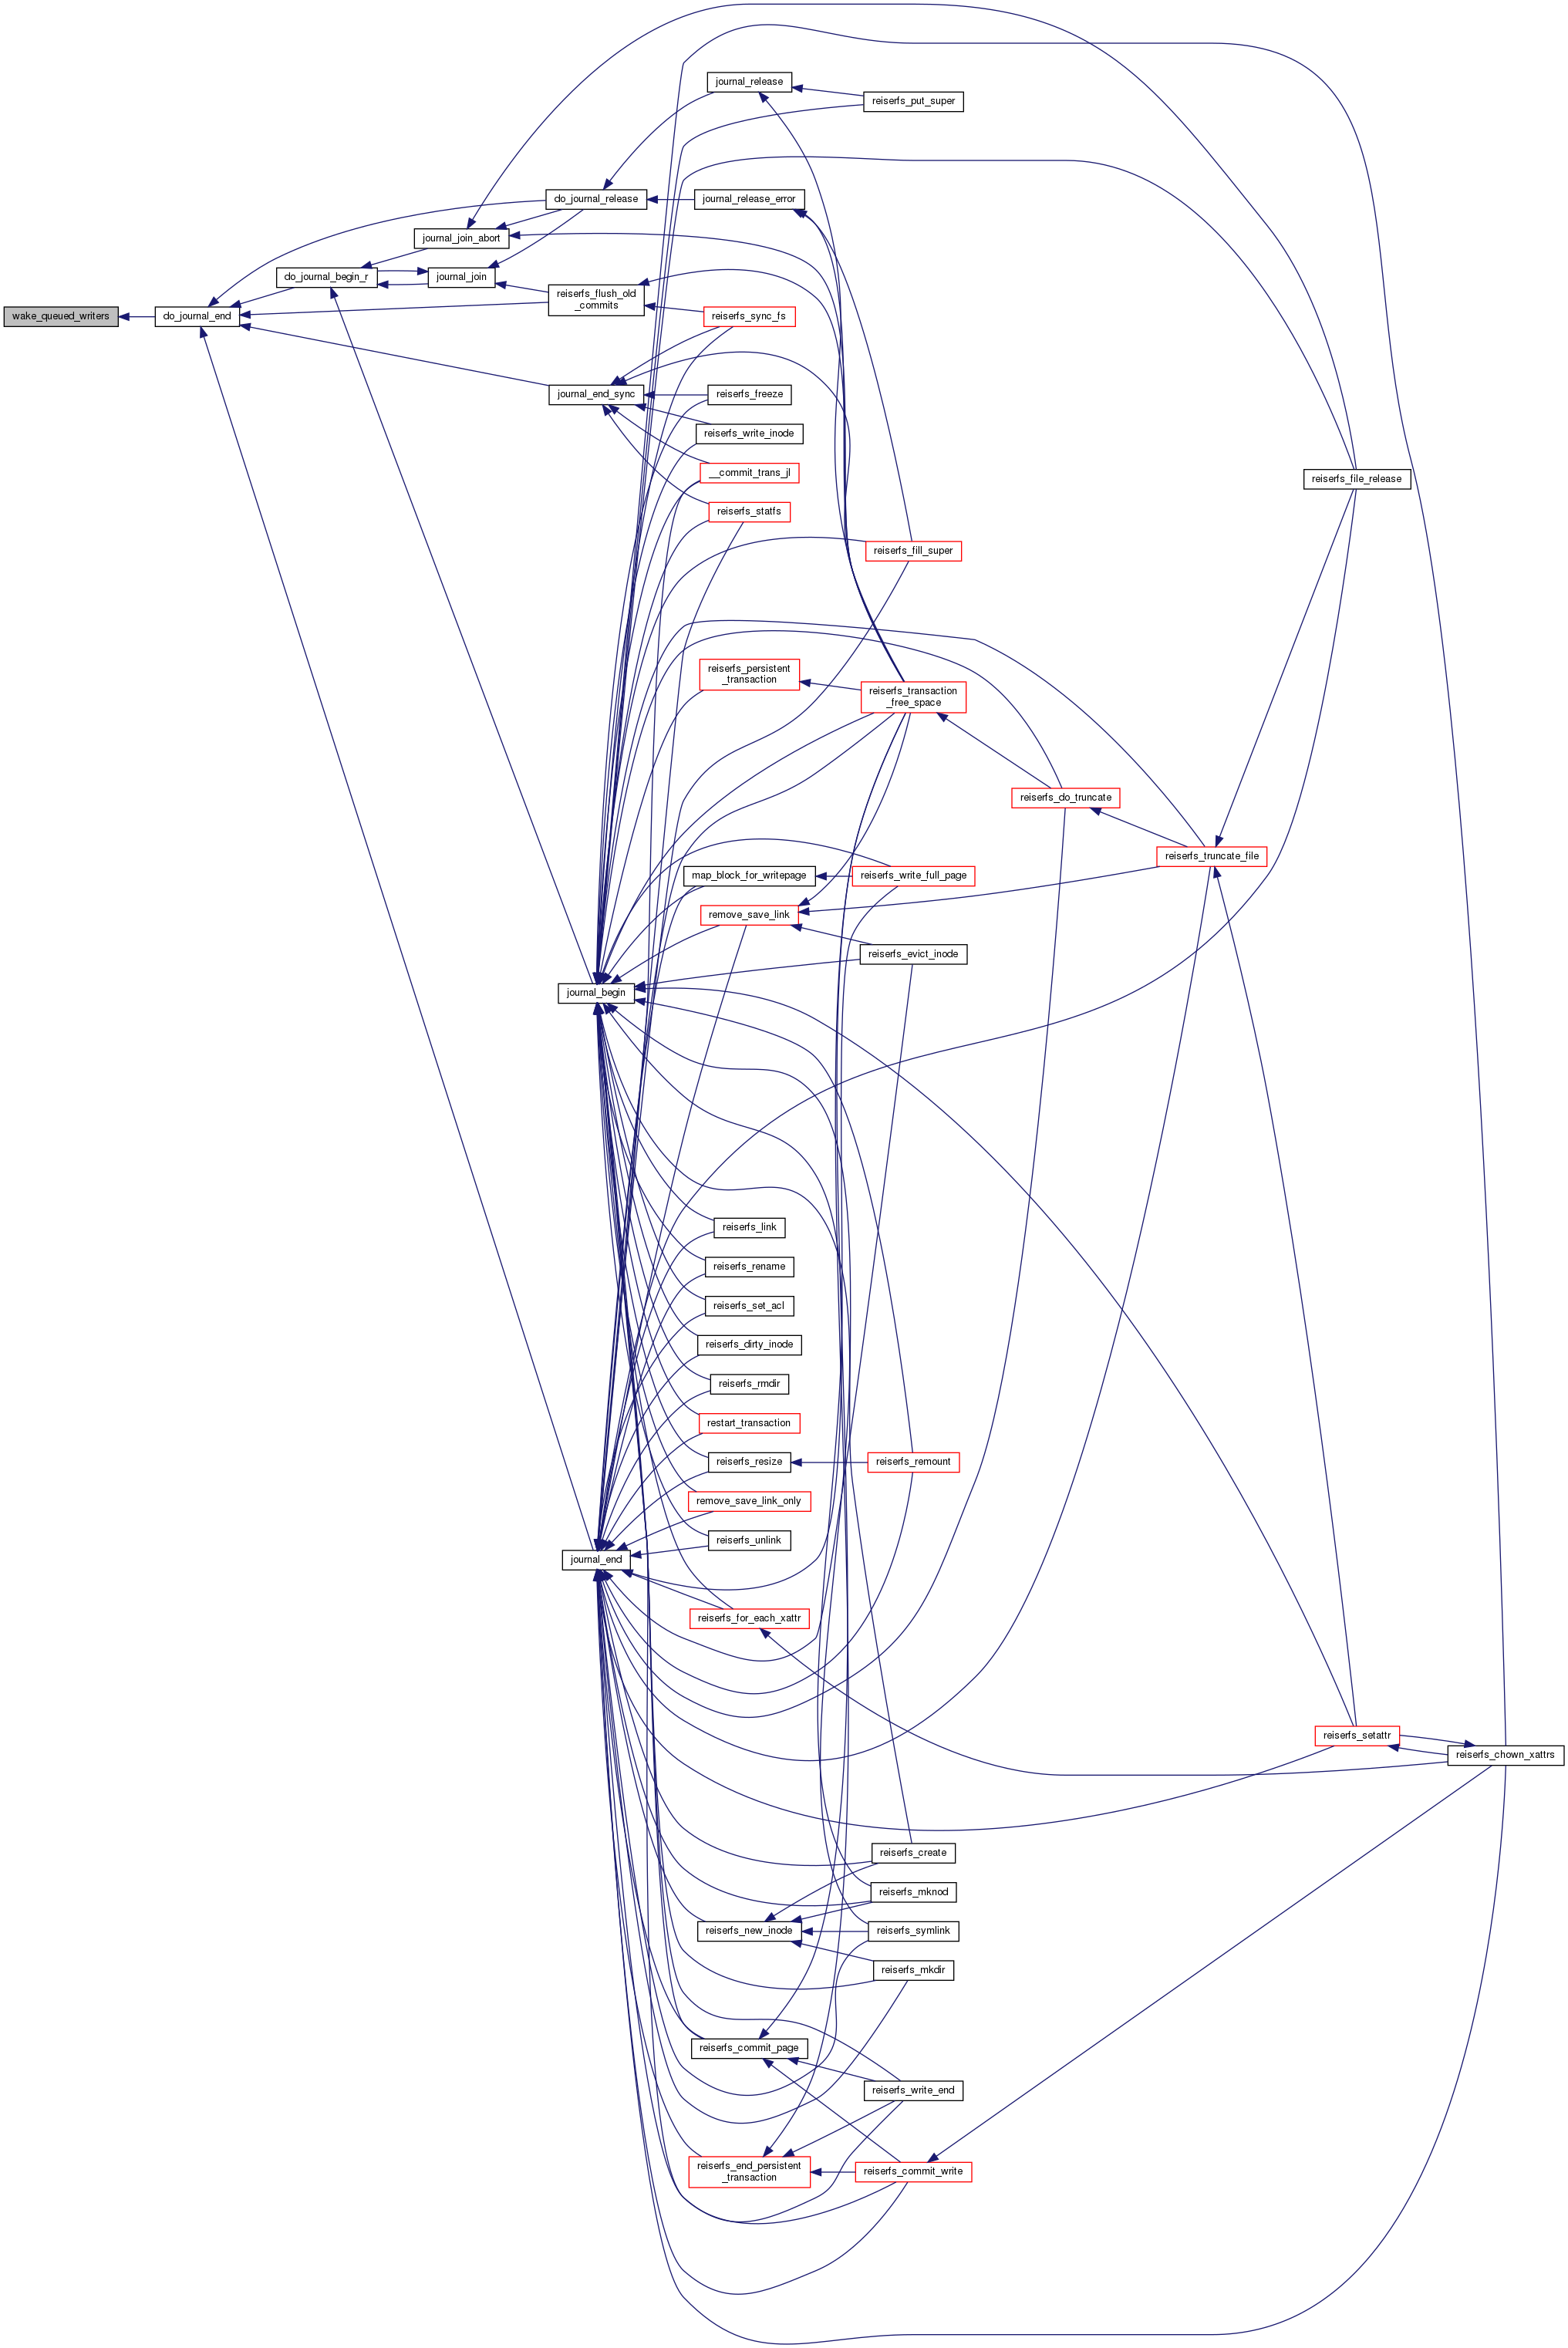 journal_release
reiserfs_put_super
do_journal_release
journal_release_error
journal_join_abort
do_journal_begin_r
journal_join
reiserfs_flush_old
_commits
wake_queued_writers
do_journal_end
reiserfs_sync_fs
journal_end_sync
reiserfs_freeze
reiserfs_write_inode
__commit_trans_jl
reiserfs_file_release
reiserfs_statfs
reiserfs_fill_super
reiserfs_persistent
_transaction
reiserfs_transaction
_free_space
reiserfs_do_truncate
reiserfs_truncate_file
map_block_for_writepage
reiserfs_write_full_page
remove_save_link
reiserfs_evict_inode
journal_begin
reiserfs_link
reiserfs_rename
reiserfs_set_acl
reiserfs_dirty_inode
reiserfs_rmdir
restart_transaction
reiserfs_resize
reiserfs_remount
remove_save_link_only
reiserfs_unlink
journal_end
reiserfs_for_each_xattr
reiserfs_setattr
reiserfs_chown_xattrs
reiserfs_create
reiserfs_mknod
reiserfs_new_inode
reiserfs_symlink
reiserfs_mkdir
reiserfs_commit_page
reiserfs_write_end
reiserfs_end_persistent
_transaction
reiserfs_commit_write